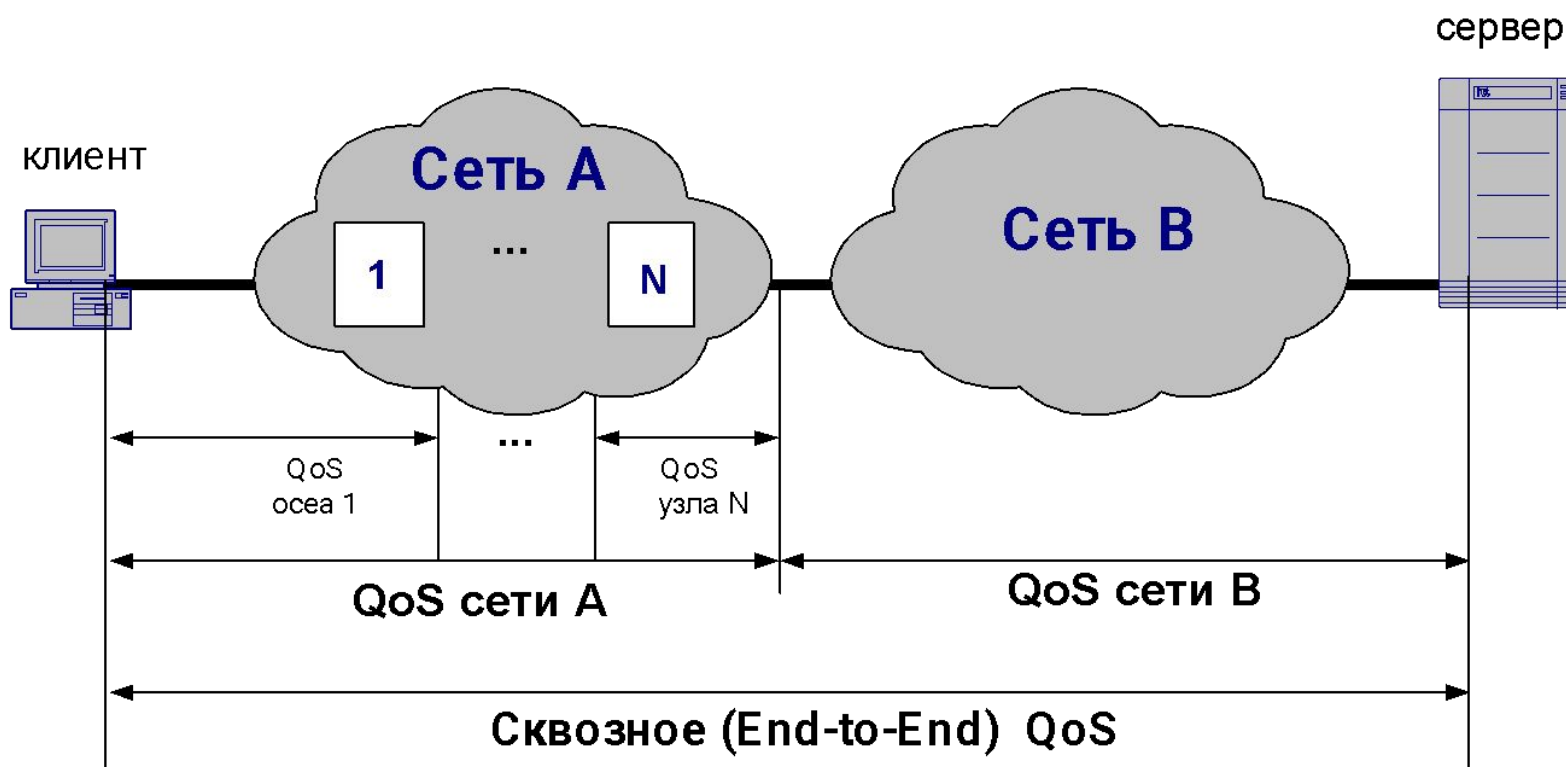 сервер
клиент
Сеть А
Сеть В
1
...
N
...
QoS
осеа 1
QoS
узла N
QoS сети А
QoS сети В
Сквозное (End-to-End) QoS